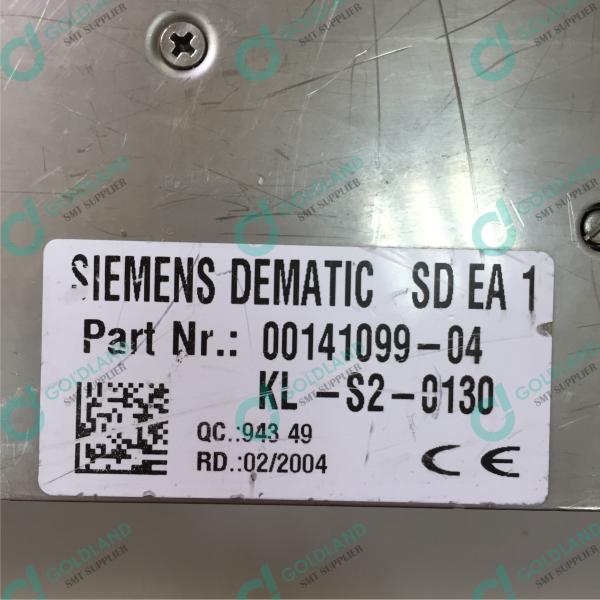 SIEMENS DEMATIC SD EA 1
Part Nr.: 00141099-04
KL -S2-0130
QC.:943 49
RD.:02/2004
CE
GOLDLAND
SMT SUPPLIER